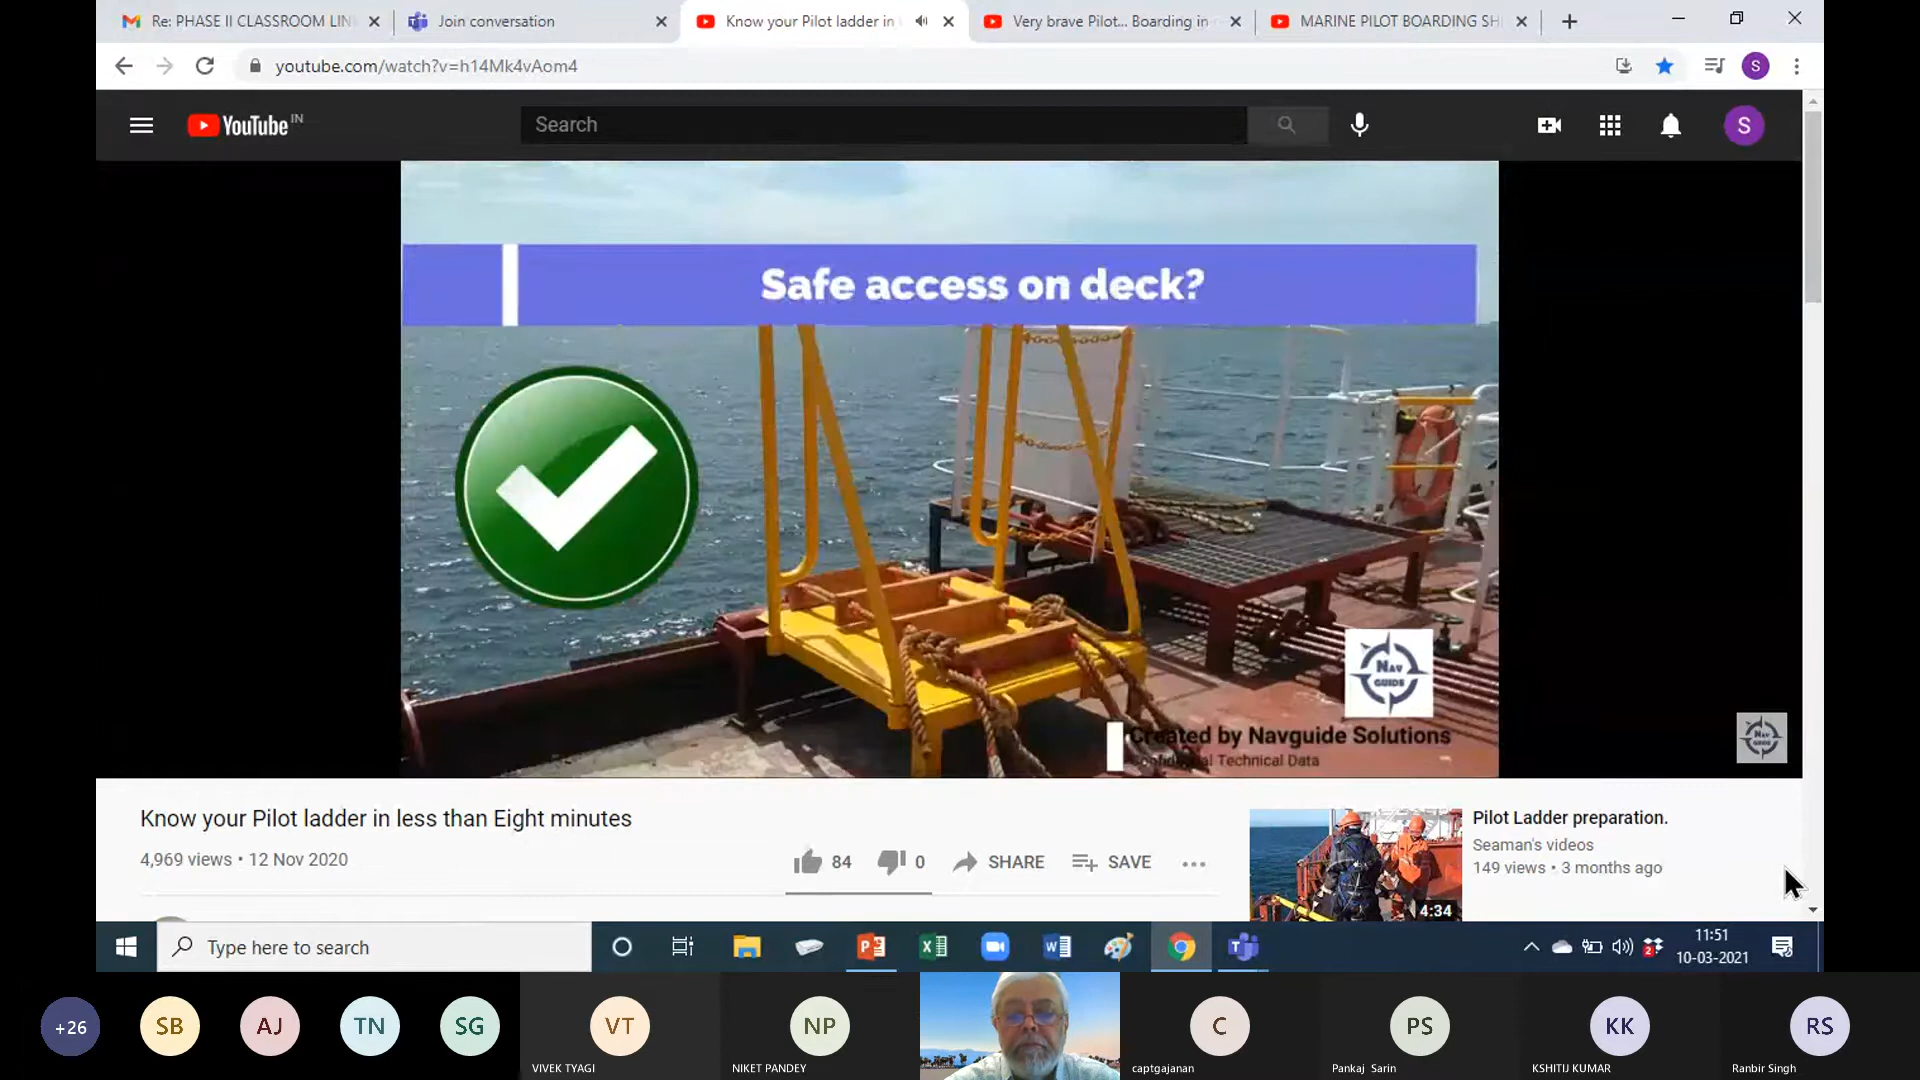 Re: PHASE II CLASSROOM LIN
Join conversation
Know your Pilot ladder in
Very brave Pilot... Boarding in
MARINE PILOT BOARDING SH
youtube.com/watch?v=h14Mk4vAom4
S
YouTube IN
Search
S
Safe access on deck?
NAV
GUIDE
Created by Navguide Solutions
Technical Data
Know your Pilot ladder in less than Eight minutes
4,969 views • 12 Nov 2020
84
0
SHARE
SAVE
Pilot Ladder preparation.
Seaman's videos
149 views • 3 months ago
4:34
Type here to search
11:51
10-03-2021
+26
SB
AJ
TN
SG
VT
NP
C
PS
KK
RS
VIVEK TYAGI
NIKET PANDEY
captgajanan
Pankaj Sarin
KSHITIJ KUMAR
Ranbir Singh